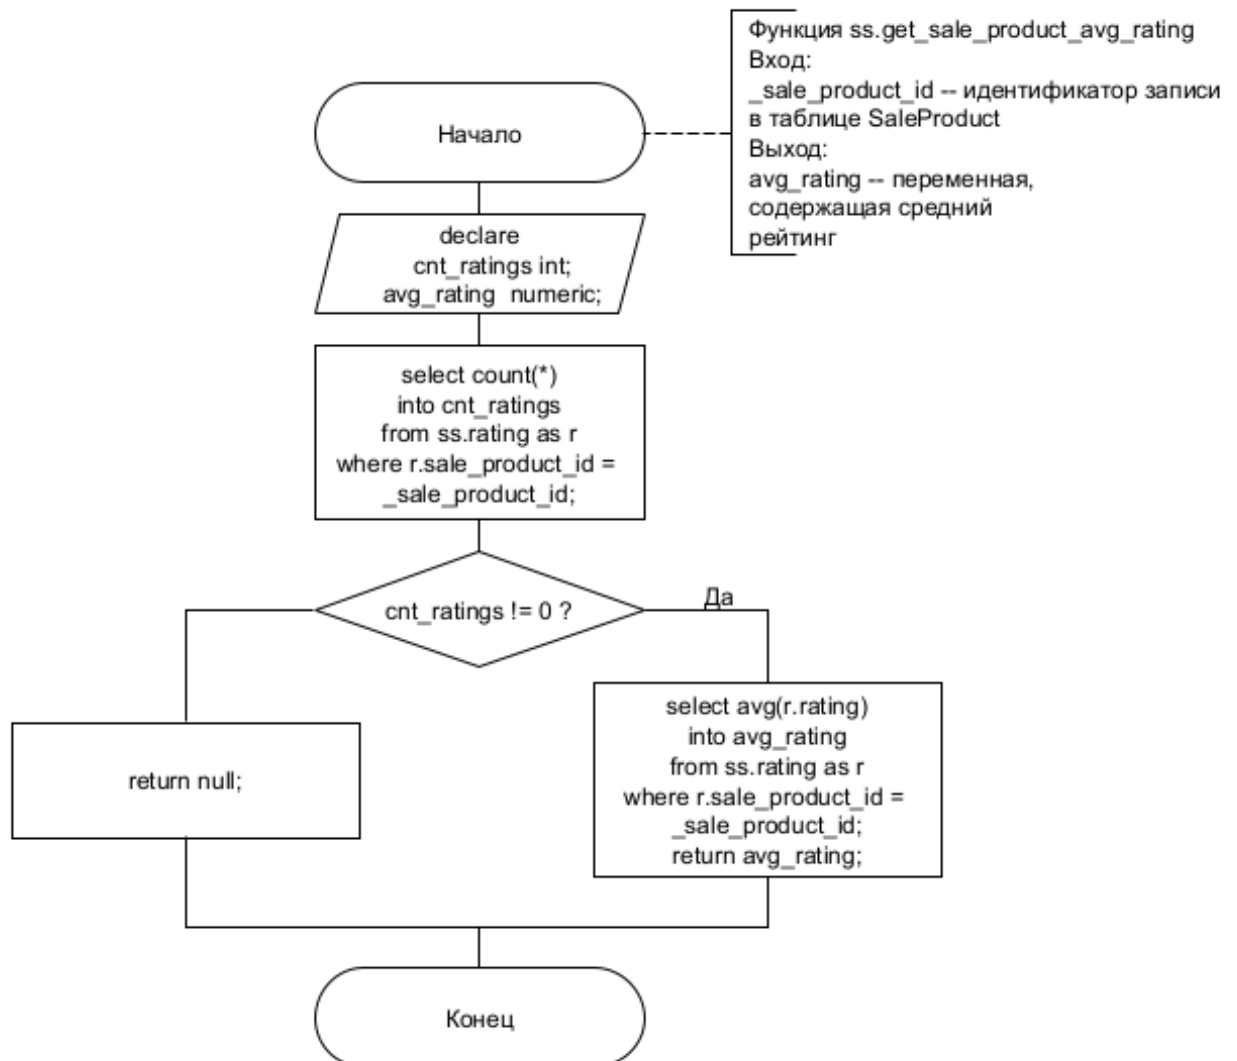 Функция ss.get_sale_product_avg_rating
Вход:
_sale_product_id -- идентификатор записи
в таблице SaleProduct
Выход:
avg_rating -- переменная,
содержащая средний
рейтинг
Начало
declare
cnt_ratings int;
avg_rating numeric;
select count(*)
into cnt_ratings
from ss.rating as r
where r.sale_product_id =
_sale_product_id;
cnt_ratings != 0 ?
Да
return null;
select avg(r.rating)
into avg_rating
from ss.rating as r
where r.sale_product_id =
_sale_product_id;
return avg_rating;
Конец